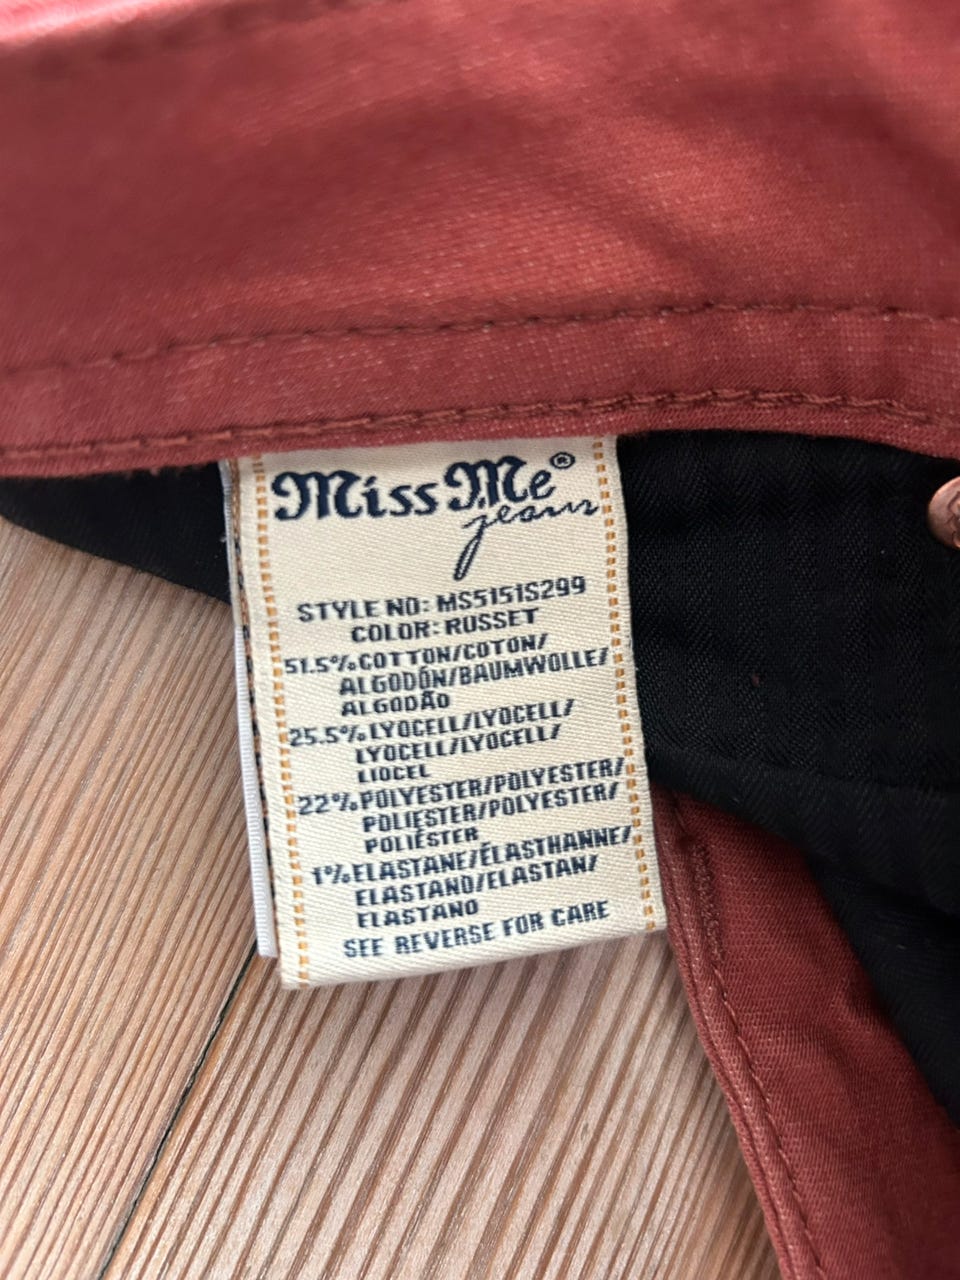 Miss Me®
jeans
STYLE NO: MS5151S299
COLOR: RUSSET
51.5% COTTON/COTON/
ALGODÓN/BAUMWOLLE/
ALGODÃO
25.5% LYOCELL/LYOCELL/
LYOCELL/LYOCELL/
LIOCEL
22% POLYESTER/POLYESTER/
POLIESTER/POLYESTER/
POLIÉSTER
1% ELASTANE/ÉLASTHANNE/
ELASTANO/ELASTAN/
ELASTANO
SEE REVERSE FOR CARE